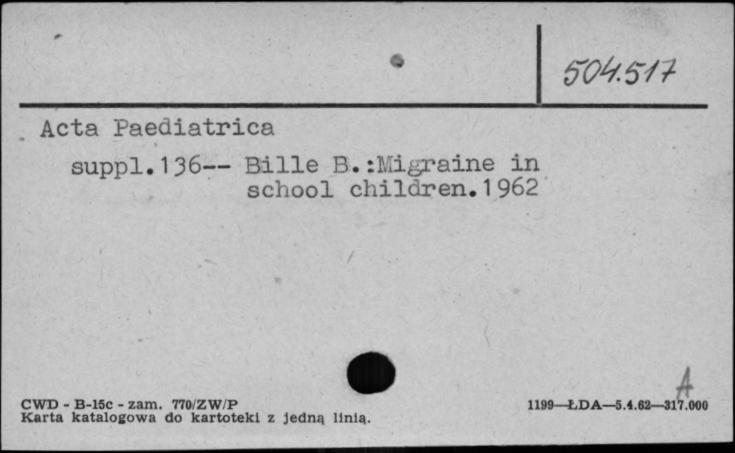 504.517
Acta Paediatrica
suppl.136-- Bille B.:Migraine in
school children.1962
A
CWD - B-15c - zam. 770/ZW/P
Karta katalogowa do kartoteki z jedną linią.
1199—ŁDA—5.4.62—317.000